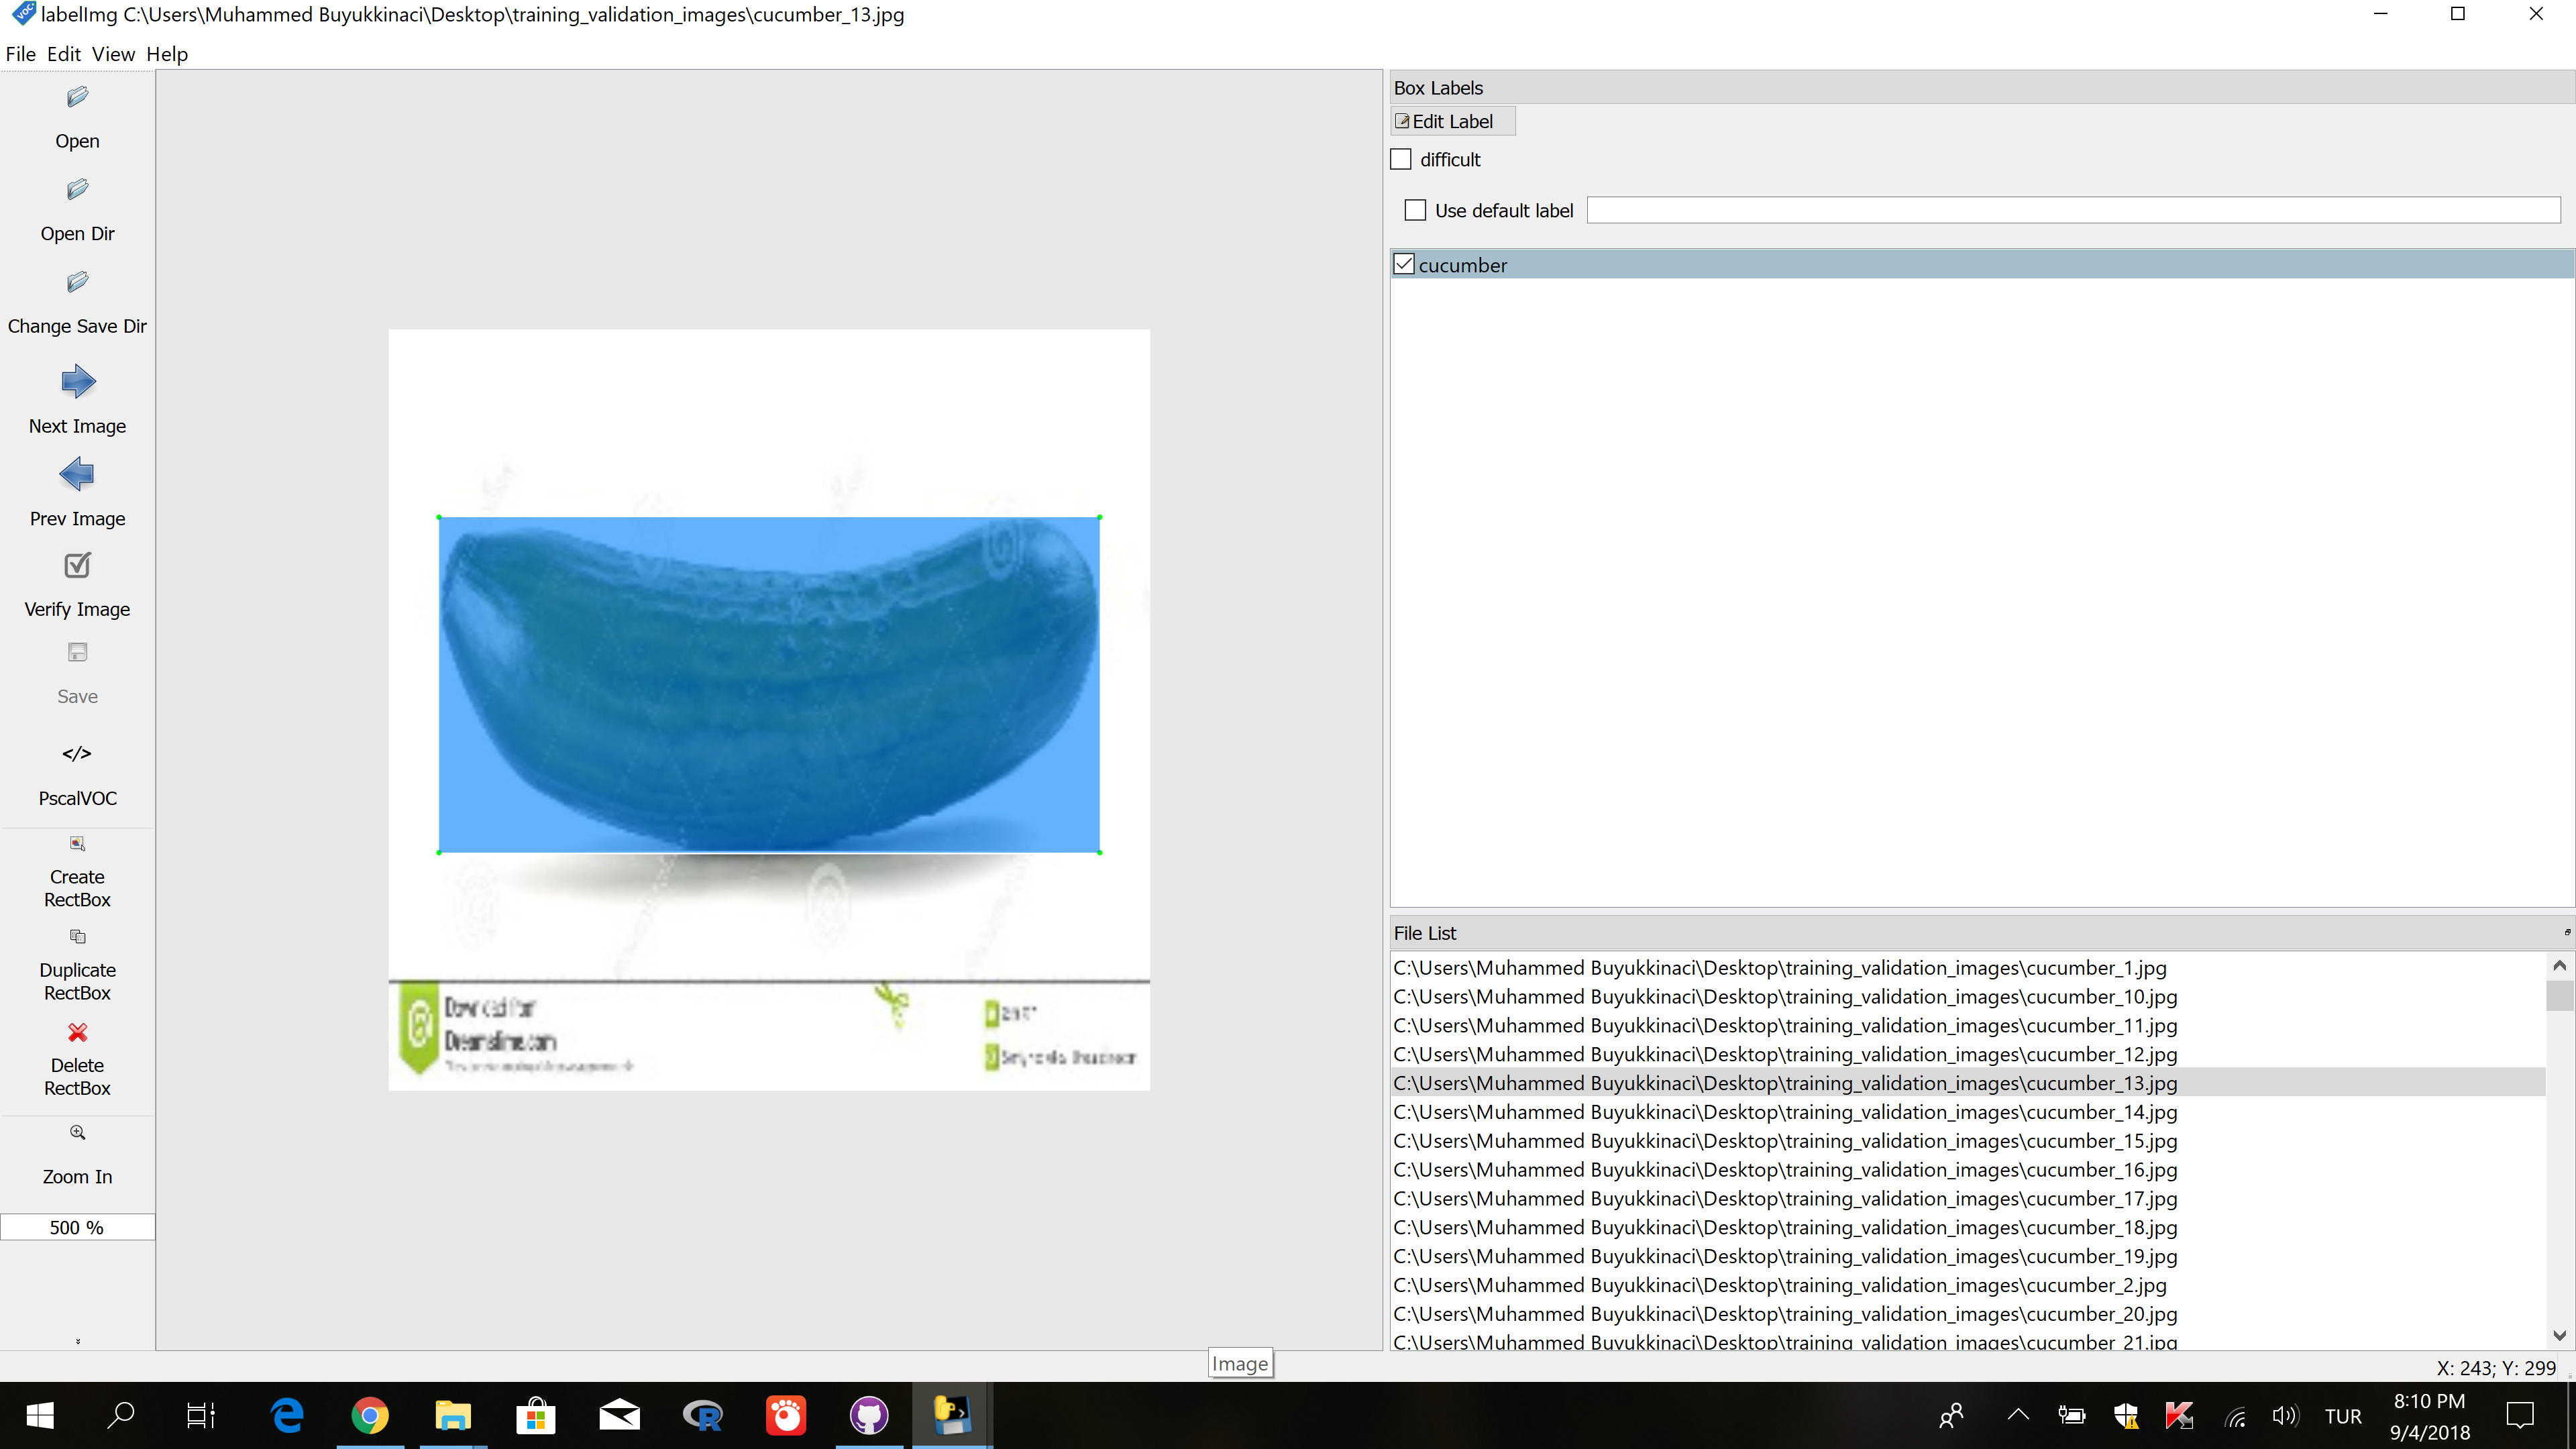 labelImg C:\Users\Muhammed Buyukkinaci\Desktop\training_validation_images\cucumber_13.jpg
File Edit View Help
Open
Open Dir
Change Save Dir
Next Image
Prev Image
Verify Image
Save
</>
PscalVOC
Create
RectBox
Duplicate
RectBox
Delete
RectBox
Zoom In
500 %
Download from
Dreamstime.com
Box Labels
Edit Label
difficult
Use default label
cucumber
File List
C:\Users\Muhammed Buyukkinaci\Desktop\training_validation_images\cucumber_1.jpg
C:\Users\Muhammed Buyukkinaci\Desktop\training_validation_images\cucumber_10.jpg
C:\Users\Muhammed Buyukkinaci\Desktop\training_validation_images\cucumber_11.jpg
C:\Users\Muhammed Buyukkinaci\Desktop\training_validation_images\cucumber_12.jpg
C:\Users\Muhammed Buyukkinaci\Desktop\training_validation_images\cucumber_13.jpg
C:\Users\Muhammed Buyukkinaci\Desktop\training_validation_images\cucumber_14.jpg
C:\Users\Muhammed Buyukkinaci\Desktop\training_validation_images\cucumber_15.jpg
C:\Users\Muhammed Buyukkinaci\Desktop\training_validation_images\cucumber_16.jpg
C:\Users\Muhammed Buyukkinaci\Desktop\training_validation_images\cucumber_17.jpg
C:\Users\Muhammed Buyukkinaci\Desktop\training_validation_images\cucumber_18.jpg
C:\Users\Muhammed Buyukkinaci\Desktop\training_validation_images\cucumber_19.jpg
C:\Users\Muhammed Buyukkinaci\Desktop\training_validation_images\cucumber_2.jpg
C:\Users\Muhammed Buyukkinaci\Desktop\training_validation_images\cucumber_20.jpg
C:\Users\Muhammed Buyukkinaci\Desktop\training_validation_images\cucumber_21.jpg
Image
X: 243; Y: 299
TUR
8:10 PM
9/4/2018